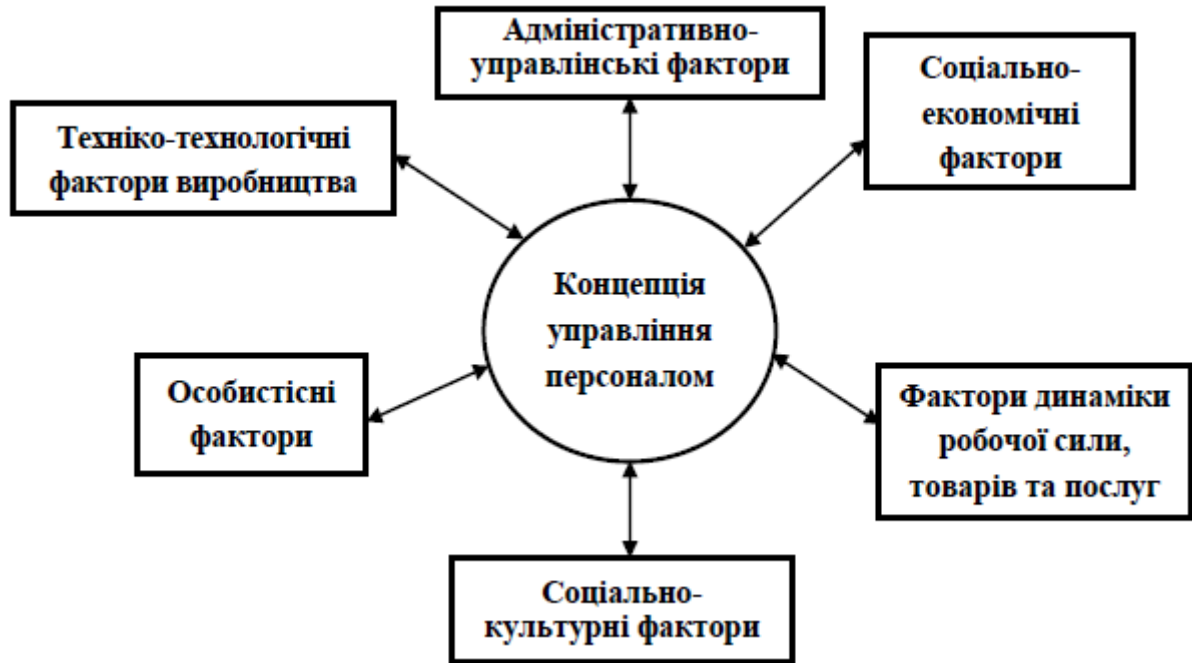 Адміністративно-
управлінські фактори
Соціально-
економічні
фактори
Техніко-технологічні
фактори виробництва
Концепція
управління
персоналом
Особистісні
фактори
Фактори динаміки
робочої сили,
товарів та послуг
Соціально-
культурні фактори